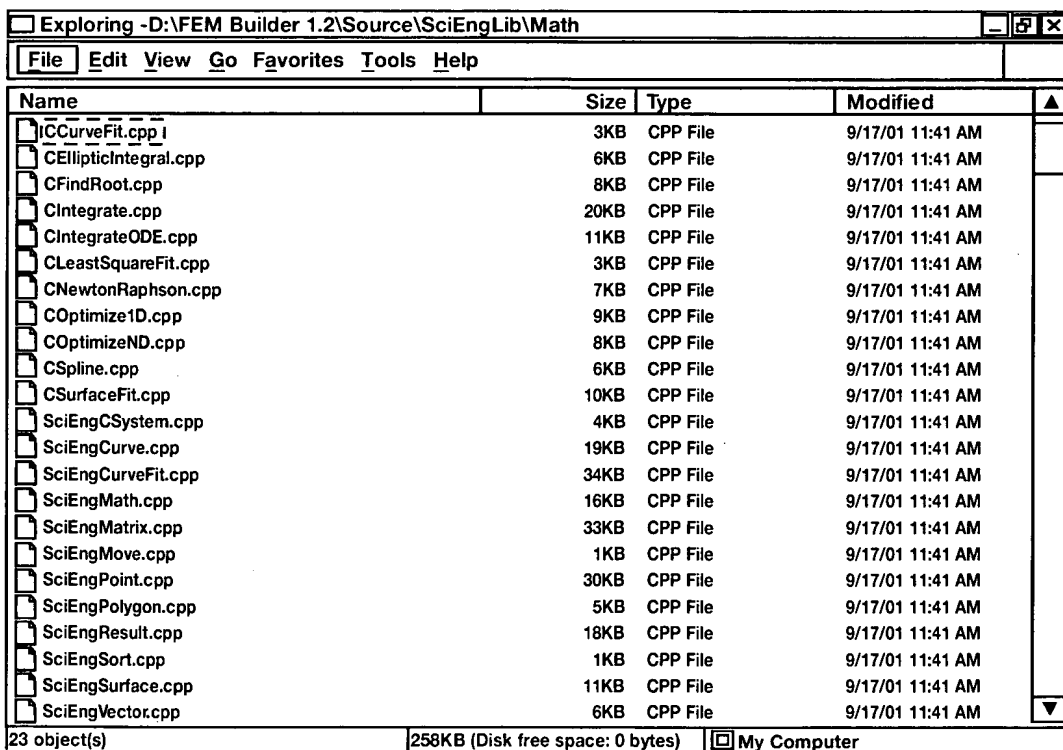 Exploring -D:\FEM Builder 1.2\Source\SciEngLib\Math
File Edit View Go Favorites Tools Help
Name Size Type Modified
CCurveFit.cpp 3KB CPP File 9/17/01 11:41 AM
CEllipticIntegral.cpp 6KB CPP File 9/17/01 11:41 AM
CFindRoot.cpp 8KB CPP File 9/17/01 11:41 AM
CIntegrate.cpp 20KB CPP File 9/17/01 11:41 AM
CIntegrateODE.cpp 11KB CPP File 9/17/01 11:41 AM
CLeastSquareFit.cpp 3KB CPP File 9/17/01 11:41 AM
CNewtonRaphson.cpp 7KB CPP File 9/17/01 11:41 AM
COptimize1D.cpp 9KB CPP File 9/17/01 11:41 AM
COptimizeND.cpp 8KB CPP File 9/17/01 11:41 AM
CSpline.cpp 6KB CPP File 9/17/01 11:41 AM
CSurfaceFit.cpp 10KB CPP File 9/17/01 11:41 AM
SciEngCSystem.cpp 4KB CPP File 9/17/01 11:41 AM
SciEngCurve.cpp 19KB CPP File 9/17/01 11:41 AM
SciEngCurveFit.cpp 34KB CPP File 9/17/01 11:41 AM
SciEngMath.cpp 16KB CPP File 9/17/01 11:41 AM
SciEngMatrix.cpp 33KB CPP File 9/17/01 11:41 AM
SciEngMove.cpp 1KB CPP File 9/17/01 11:41 AM
SciEngPoint.cpp 30KB CPP File 9/17/01 11:41 AM
SciEngPolygon.cpp 5KB CPP File 9/17/01 11:41 AM
SciEngResult.cpp 18KB CPP File 9/17/01 11:41 AM
SciEngSort.cpp 1KB CPP File 9/17/01 11:41 AM
SciEngSurface.cpp 11KB CPP File 9/17/01 11:41 AM
SciEngVector.cpp 6KB CPP File 9/17/01 11:41 AM
23 object(s) 258KB (Disk free space: 0 bytes) My Computer